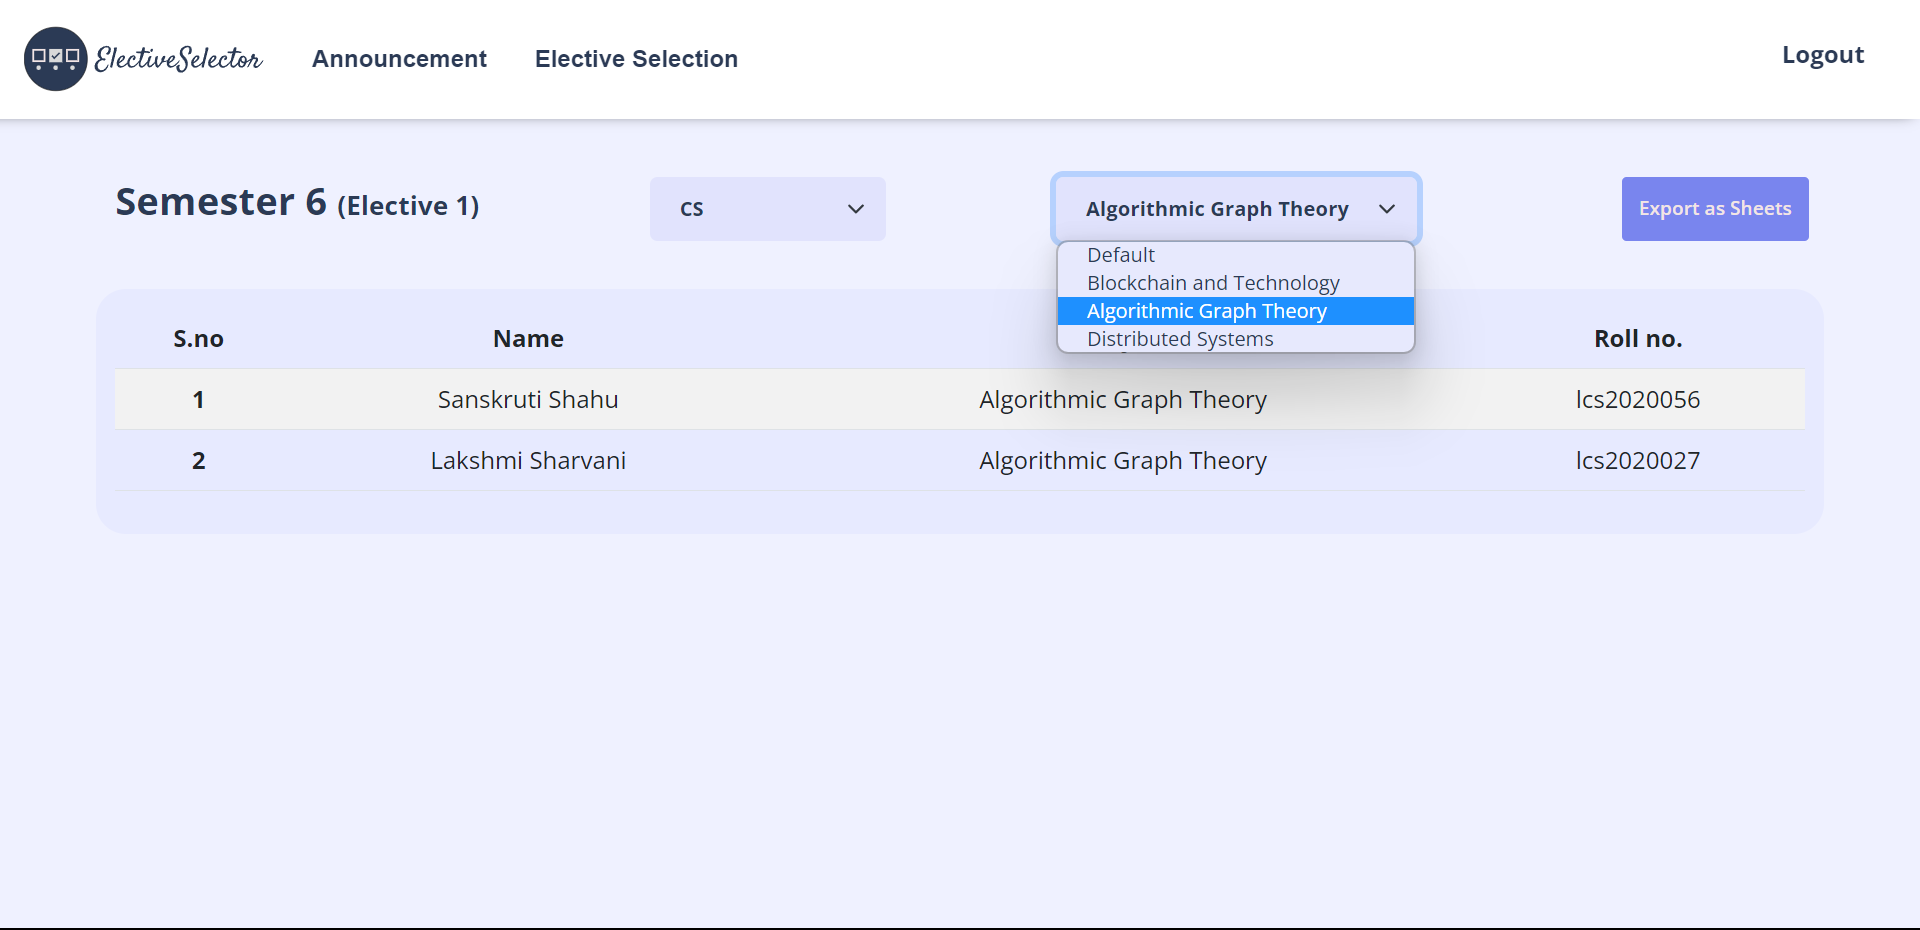 ElectiveSelector
Announcement
Elective Selection
Logout
Semester 6 (Elective 1)
CS
Algorithmic Graph Theory
Export as Sheets
Default
Blockchain and Technology
Algorithmic Graph Theory
Distributed Systems
S.no Name Roll no.
1 Sanskruti Shahu Algorithmic Graph Theory lcs2020056
2 Lakshmi Sharvani Algorithmic Graph Theory lcs2020027